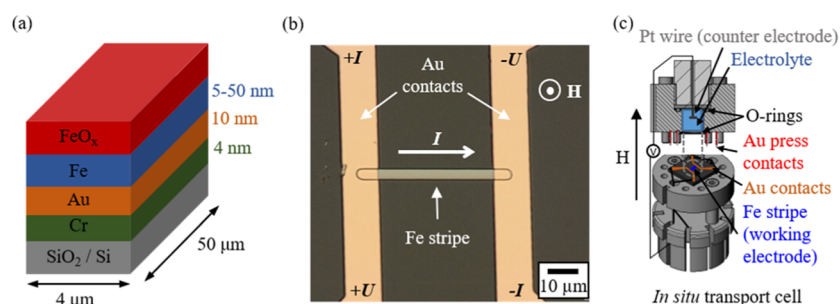 (a)
FeOx
Fe
Au
Cr
SiO2 / Si
5-50 nm
10 nm
4 nm
50 µm
4 µm
(b)
+I
-U
Au
contacts
H
I
Fe stripe
+U
-I
10 µm
(c)
Pt wire (counter electrode)
Electrolyte
O-rings
H
V
Au press
contacts
Au contacts
Fe stripe
(working
electrode)
In situ transport cell